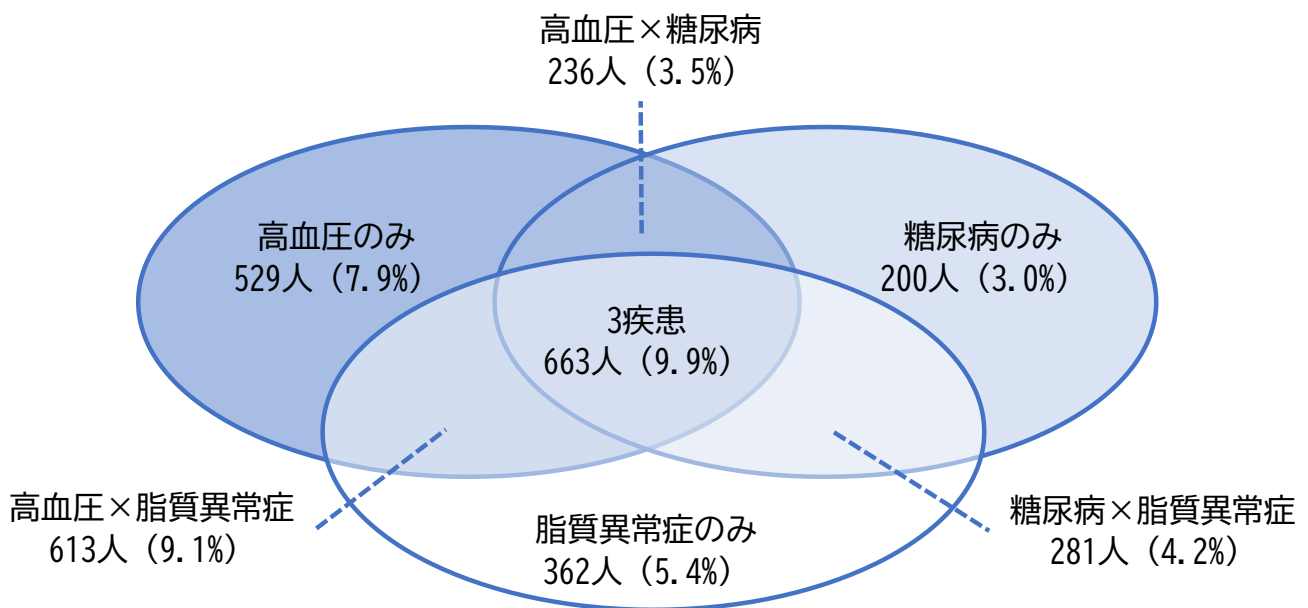 高血圧×糖尿病
236人（3.5%）
高血圧のみ
529人（7.9%）
糖尿病のみ
200人（3.0%）
3疾患
663人（9.9%）
高血圧×脂質異常症
613人（9.1%）
脂質異常症のみ
362人（5.4%）
糖尿病×脂質異常症
281人（4.2%）